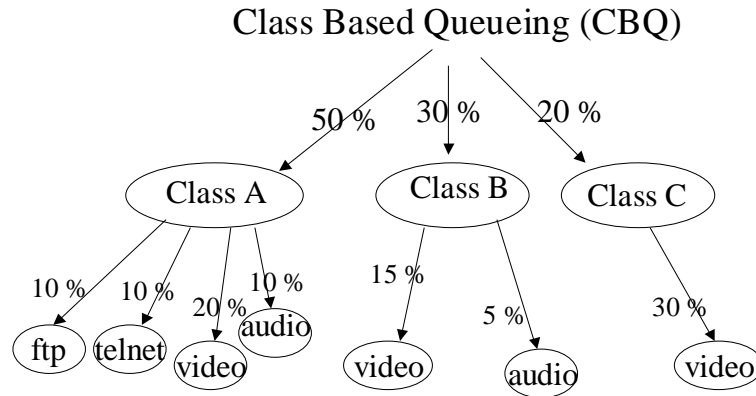 Class Based Queueing (CBQ)
50 %
30 %
20 %
Class A
Class B
Class C
10 %
10 %
20 %
10 %
15 %
5 %
30 %
ftp
telnet
video
audio
video
audio
video